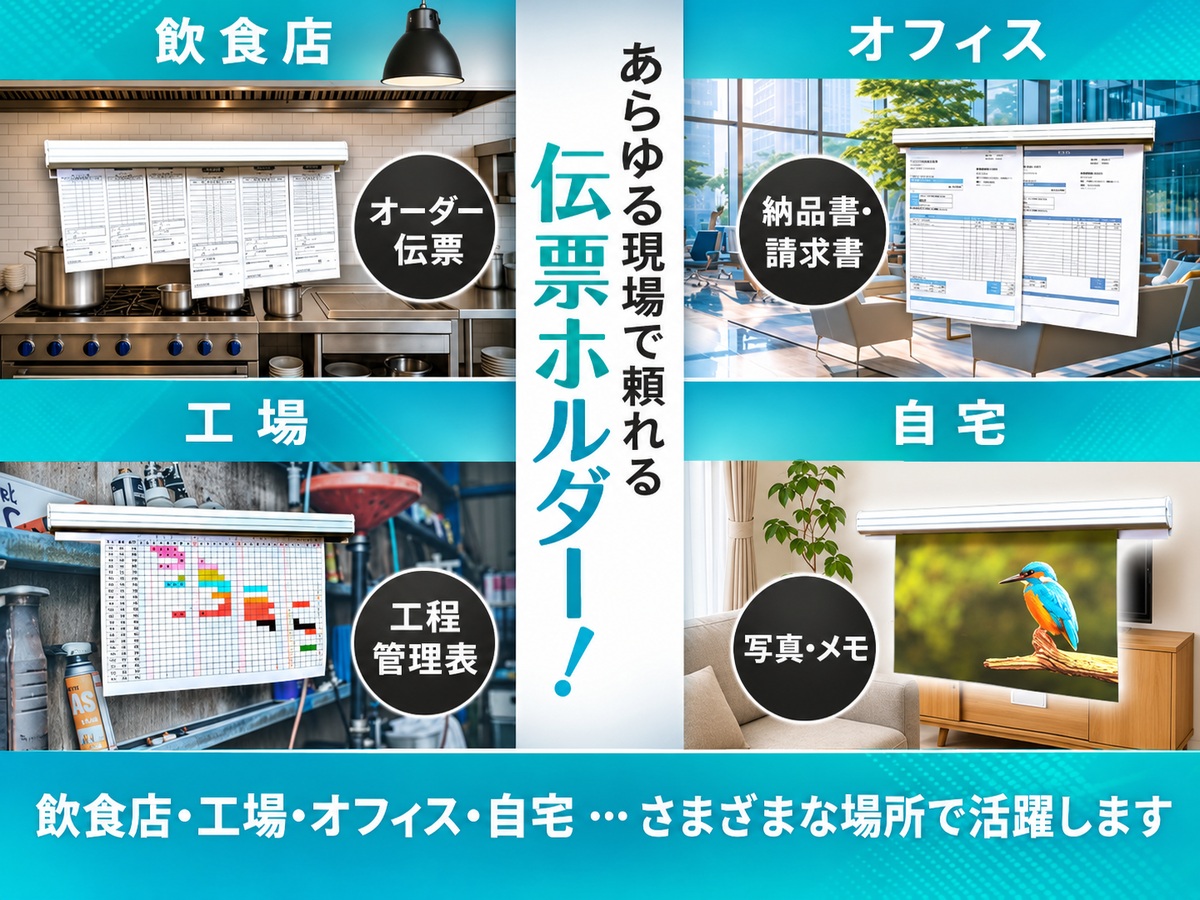 飲食店
オーダー
伝票
あらゆる現場で頼れる
伝票ホルダー！
オフィス
納品書・
請求書
工場
工程
管理表
自宅
写真・メモ
飲食店・工場・オフィス・自宅 … さまざまな場所で活躍します